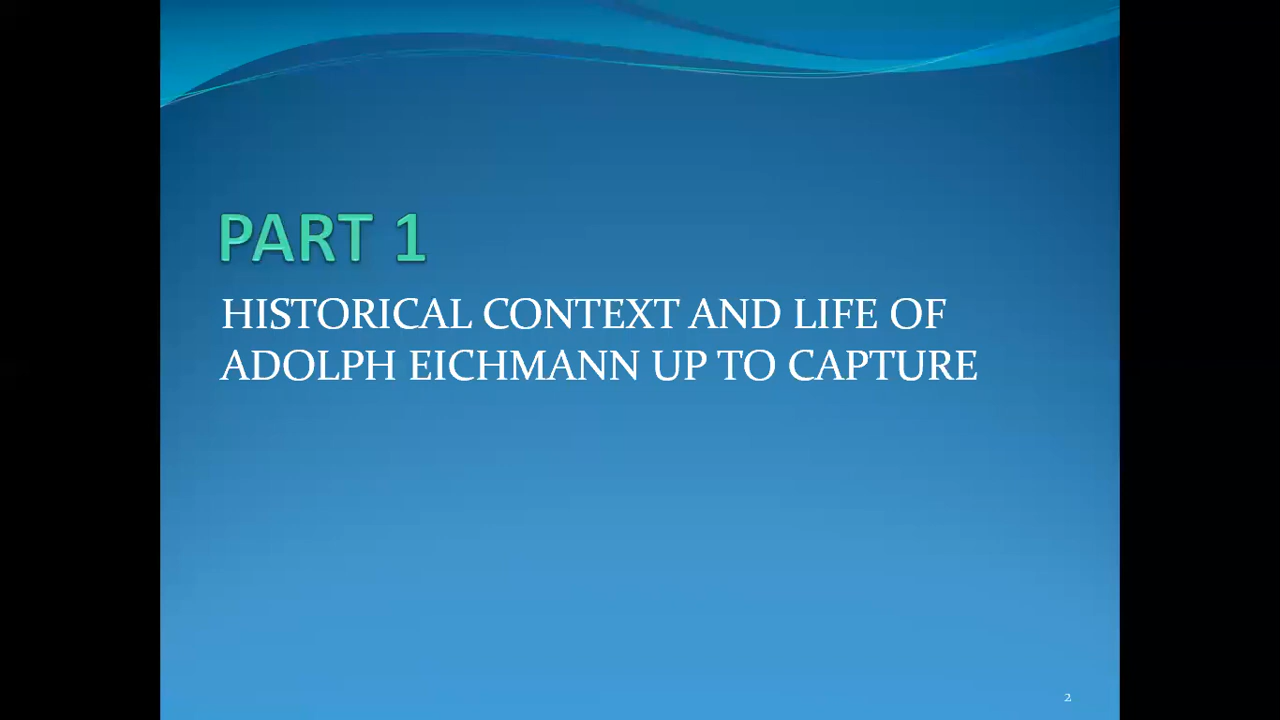 PART 1
HISTORICAL CONTEXT AND LIFE OF
ADOLPH EICHMANN UP TO CAPTURE
2